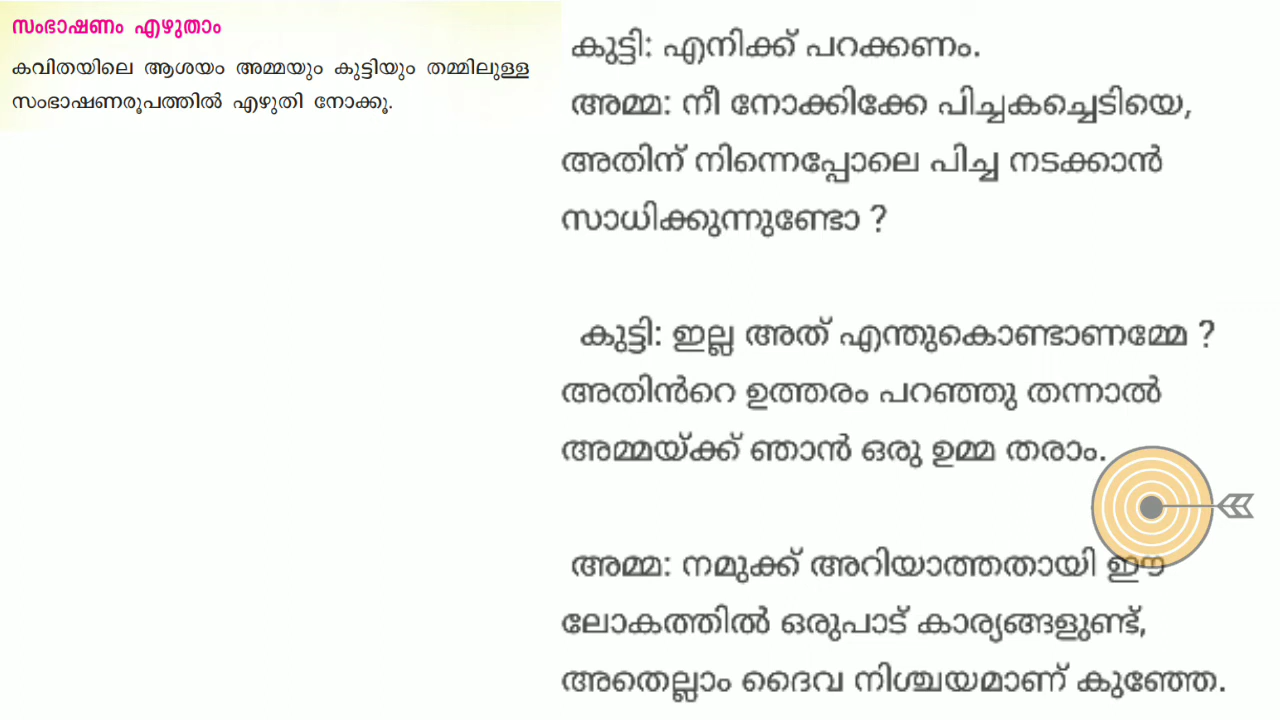 സംഭാഷണം എഴുതാം
കവിതയിലെ ആശയം അമ്മയും കുട്ടിയും തമ്മിലുള്ള
സംഭാഷണരൂപത്തിൽ എഴുതി നോക്കൂ.
കുട്ടി: എനിക്ക് പറക്കണം.
അമ്മ: നീ നോക്കിക്കേ പിച്ചകച്ചെടിയെ,
അതിന് നിന്നെപ്പോലെ പിച്ച നടക്കാൻ
സാധിക്കുന്നുണ്ടോ ?
കുട്ടി: ഇല്ല അത് എന്തുകൊണ്ടാണമ്മേ ?
അതിൻറെ ഉത്തരം പറഞ്ഞു തന്നാൽ
അമ്മയ്ക്ക് ഞാൻ ഒരു ഉമ്മ തരാം.
അമ്മ: നമുക്ക് അറിയാത്തതായി ഈ
ലോകത്തിൽ ഒരുപാട് കാര്യങ്ങളുണ്ട്,
അതെല്ലാം ദൈവ നിശ്ചയമാണ് കുഞ്ഞേ.